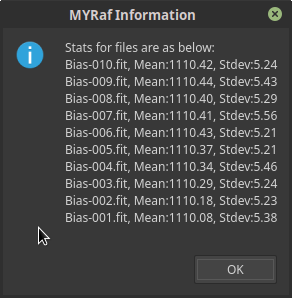 MYRaf Information
Stats for files are as below:
Bias-010.fit, Mean:1110.42, Stdev:5.24
Bias-009.fit, Mean:1110.44, Stdev:5.43
Bias-008.fit, Mean:1110.40, Stdev:5.29
Bias-007.fit, Mean:1110.41, Stdev:5.56
Bias-006.fit, Mean:1110.43, Stdev:5.21
Bias-005.fit, Mean:1110.37, Stdev:5.21
Bias-004.fit, Mean:1110.34, Stdev:5.46
Bias-003.fit, Mean:1110.29, Stdev:5.24
Bias-002.fit, Mean:1110.18, Stdev:5.23
Bias-001.fit, Mean:1110.08, Stdev:5.38
OK